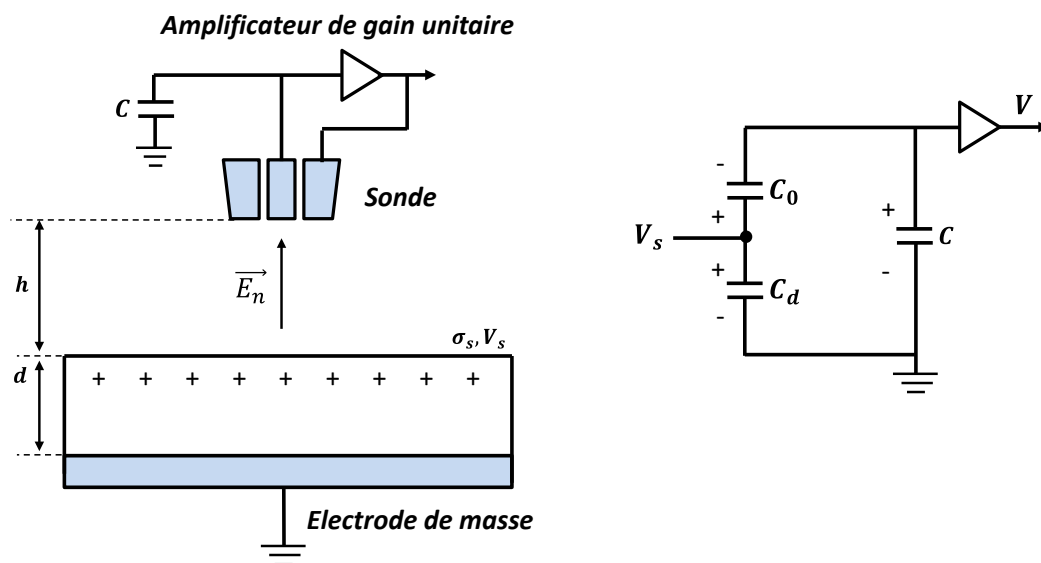 Amplificateur de gain unitaire
C
Sonde
h
E_n
σ_s, V_s
d
+ + + + + + + + +
Electrode de masse
V
-
C_0
+
V_s
+
C_d
-
+
C
-